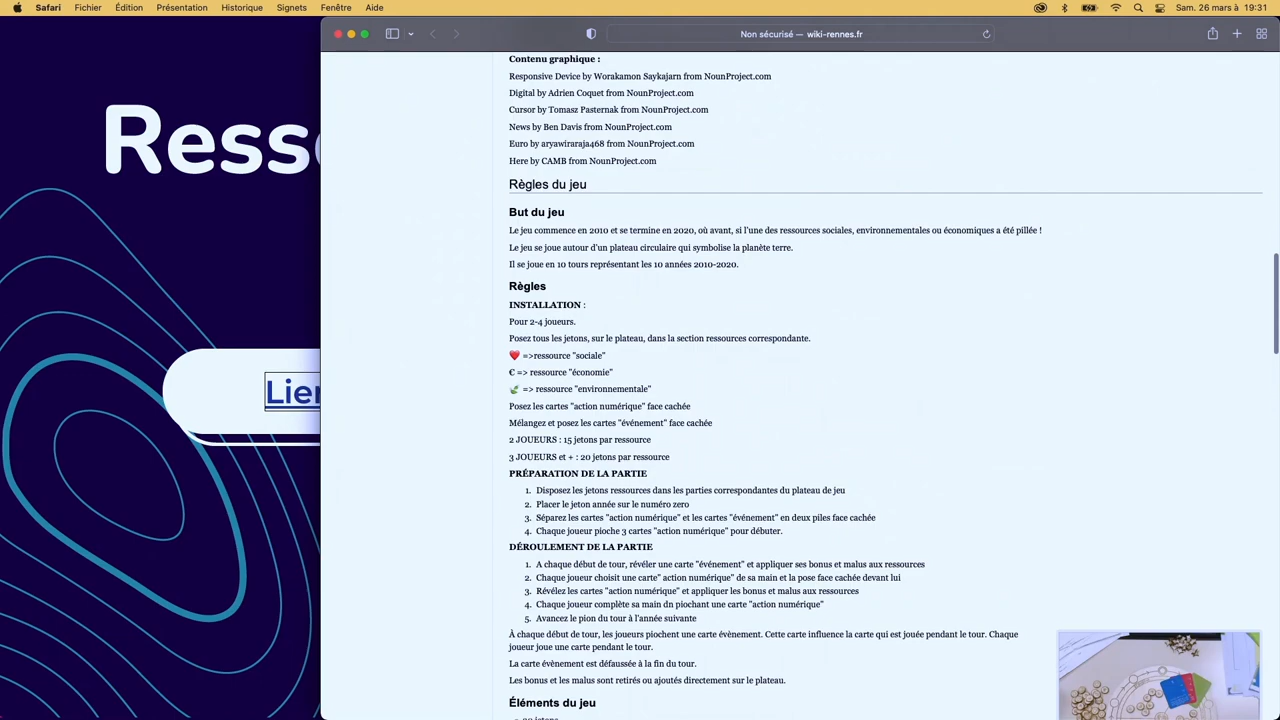 Safari Fichier Édition Présentation Historique Signets Fenêtre Aide
Sam. 26 mars à 19:31
Non sécurisé — wiki-rennes.fr
Resso
Lien
Contenu graphique :
Responsive Device by Worakamon Saykajarn from NounProject.com
Digital by Adrien Coquet from NounProject.com
Cursor by Tomasz Pasternak from NounProject.com
News by Ben Davis from NounProject.com
Euro by aryawiraraja468 from NounProject.com
Here by CAMB from NounProject.com
Règles du jeu
But du jeu
Le jeu commence en 2010 et se termine en 2020, où avant, si l'une des ressources sociales, environnementales ou économiques a été pillée !
Le jeu se joue autour d'un plateau circulaire qui symbolise la planète terre.
Il se joue en 10 tours représentant les 10 années 2010-2020.
Règles
INSTALLATION :
Pour 2-4 joueurs.
Posez tous les jetons, sur le plateau, dans la section ressources correspondante.
❤️ =>ressource "sociale"
€ => ressource "économie"
🌿 => ressource "environnementale"
Posez les cartes "action numérique" face cachée
Mélangez et posez les cartes "événement" face cachée
2 JOUEURS : 15 jetons par ressource
3 JOUEURS et + : 20 jetons par ressource
PRÉPARATION DE LA PARTIE
1. Disposez les jetons ressources dans les parties correspondantes du plateau de jeu
2. Placer le jeton année sur le numéro zero
3. Séparez les cartes "action numérique" et les cartes "événement" en deux piles face cachée
4. Chaque joueur pioche 3 cartes "action numérique" pour débuter.
DÉROULEMENT DE LA PARTIE
1. A chaque début de tour, révéler une carte "événement" et appliquer ses bonus et malus aux ressources
2. Chaque joueur choisit une carte" action numérique" de sa main et la pose face cachée devant lui
3. Révélez les cartes "action numérique" et appliquer les bonus et malus aux ressources
4. Chaque joueur complète sa main dn piochant une carte "action numérique"
5. Avancez le pion du tour à l'année suivante
À chaque début de tour, les joueurs piochent une carte évènement. Cette carte influence la carte qui est jouée pendant le tour. Chaque
joueur joue une carte pendant le tour.
La carte évènement est défaussée à la fin du tour.
Les bonus et les malus sont retirés ou ajoutés directement sur le plateau.
Éléments du jeu